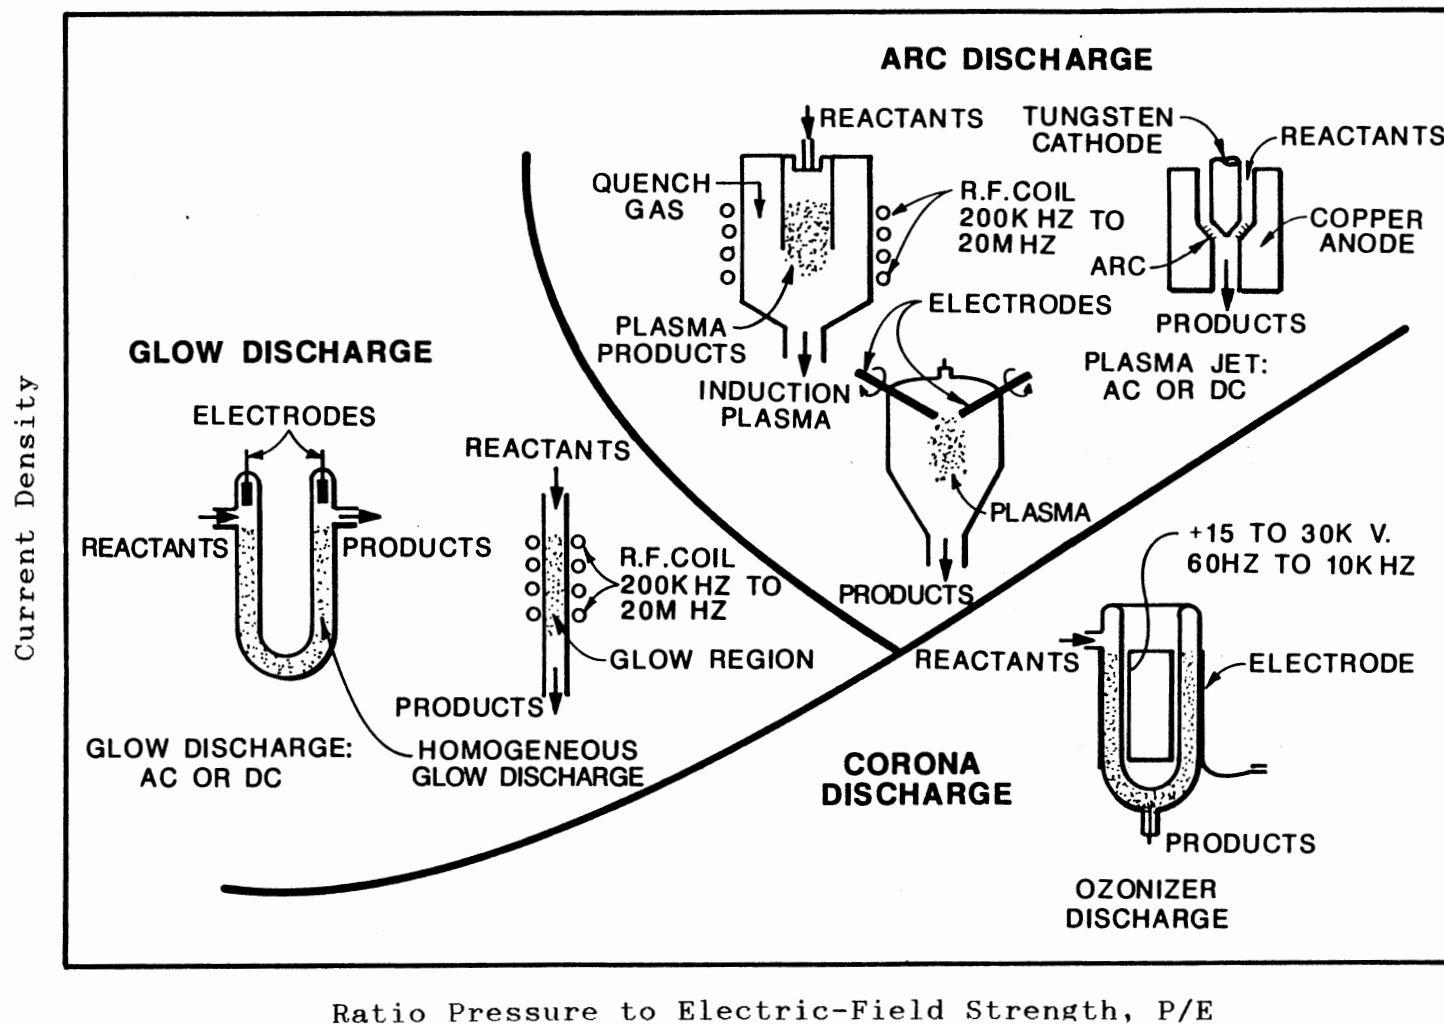 ARC DISCHARGE
REACTANTS
TUNGSTEN
CATHODE
REACTANTS
QUENCH
GAS
R.F.COIL
200K HZ TO
20MHZ
COPPER
ANODE
ARC
ELECTRODES
PRODUCTS
PLASMA
PRODUCTS
PLASMA JET:
AC OR DC
INDUCTION
PLASMA
PLASMA
PRODUCTS
GLOW DISCHARGE
ELECTRODES
REACTANTS
REACTANTS
PRODUCTS
R.F.COIL
200K HZ TO
20M HZ
GLOW REGION
PRODUCTS
GLOW DISCHARGE:
AC OR DC
HOMOGENEOUS
GLOW DISCHARGE
+15 TO 30K V.
60HZ TO 10K HZ
REACTANTS
ELECTRODE
CORONA
DISCHARGE
PRODUCTS
OZONIZER
DISCHARGE
Current Density
Ratio Pressure to Electric-Field Strength, P/E